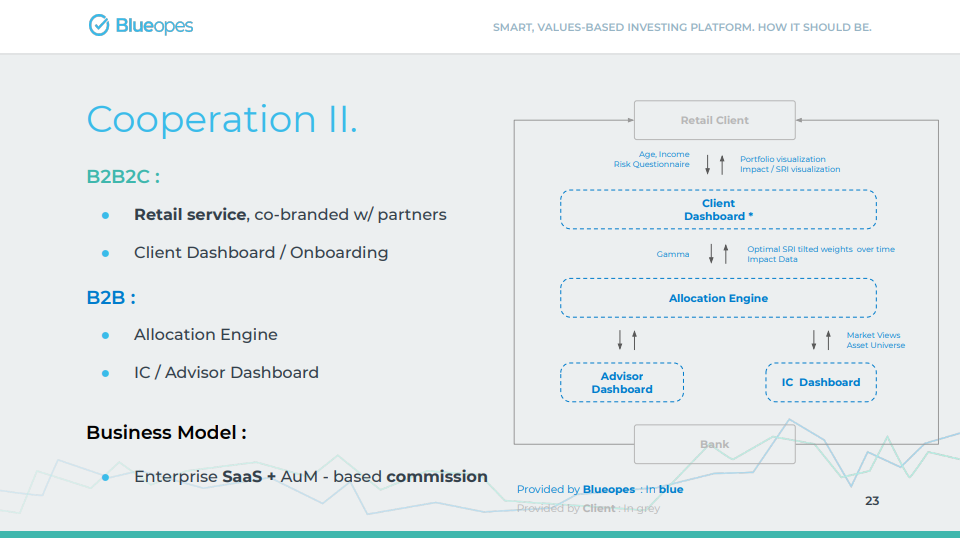 Blueopes
SMART, VALUES-BASED INVESTING PLATFORM. HOW IT SHOULD BE.
Cooperation II.
B2B2C :
● Retail service, co-branded w/ partners
● Client Dashboard / Onboarding
B2B :
● Allocation Engine
● IC / Advisor Dashboard
Business Model :
● Enterprise SaaS + AuM - based commission
Retail Client
Age, Income
Risk Questionnaire
Portfolio visualization
Impact / SRI visualization
Client
Dashboard *
Gamma
Optimal SRI tilted weights over time
Impact Data
Allocation Engine
Market Views
Asset Universe
Advisor
Dashboard
IC Dashboard
Bank
Provided by Blueopes : In blue
Provided by Client : In grey
23